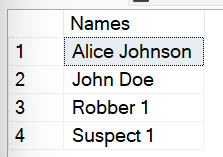 Names
1 Alice Johnson
2 John Doe
3 Robber 1
4 Suspect 1